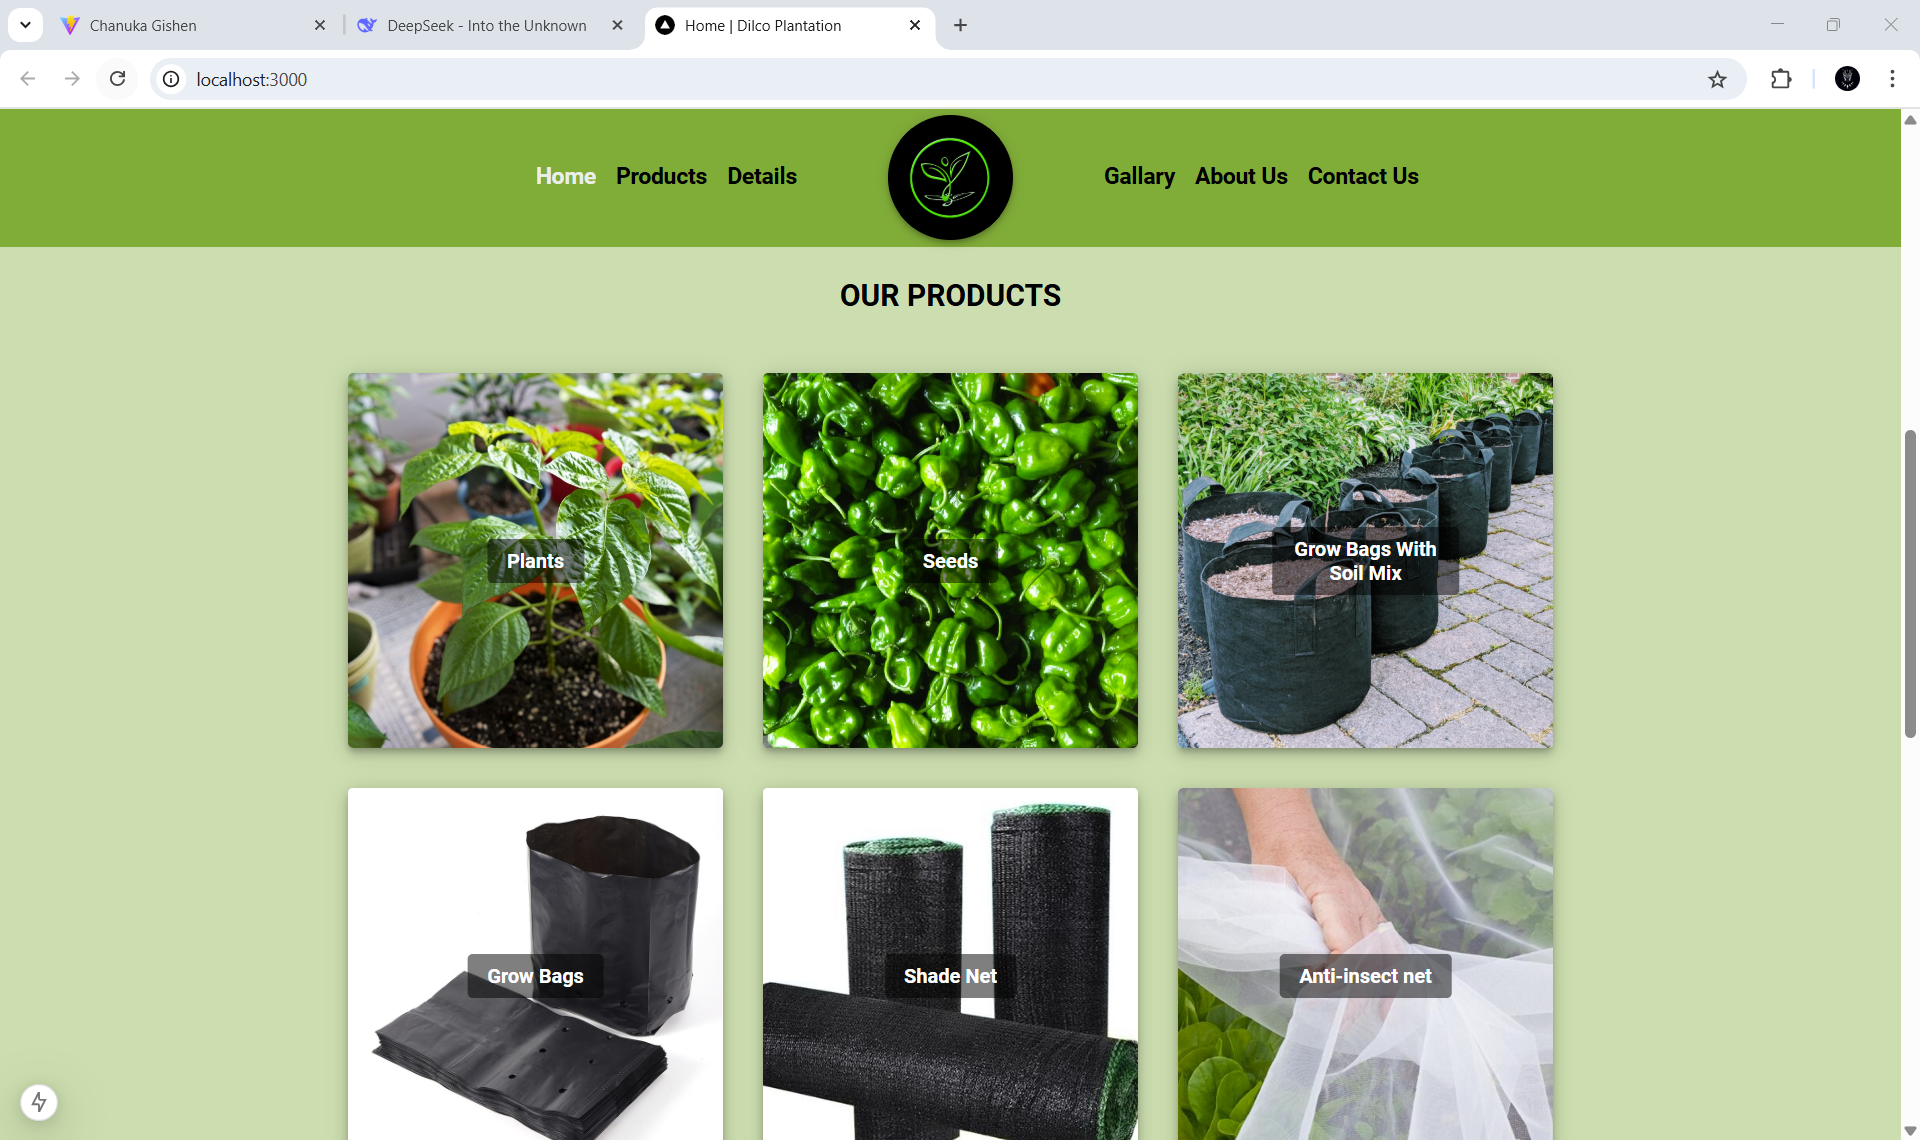 Chanuka Gishen
DeepSeek - Into the Unknown
Home | Dilco Plantation
localhost:3000
Home
Products
Details
Gallary
About Us
Contact Us
OUR PRODUCTS
Plants
Seeds
Grow Bags With
Soil Mix
Grow Bags
Shade Net
Anti-insect net